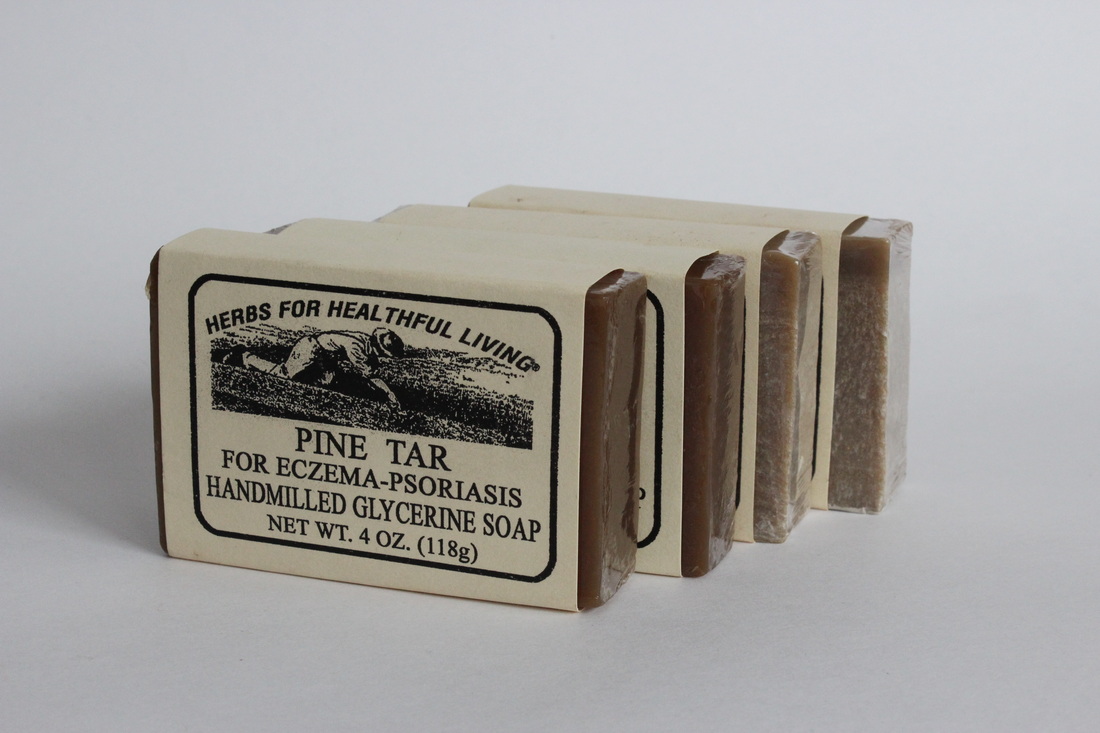 HERBS FOR HEALTHFUL LIVING®
PINE TAR
FOR ECZEMA-PSORIASIS
HANDMILLED GLYCERINE SOAP
NET WT. 4 OZ. (118g)